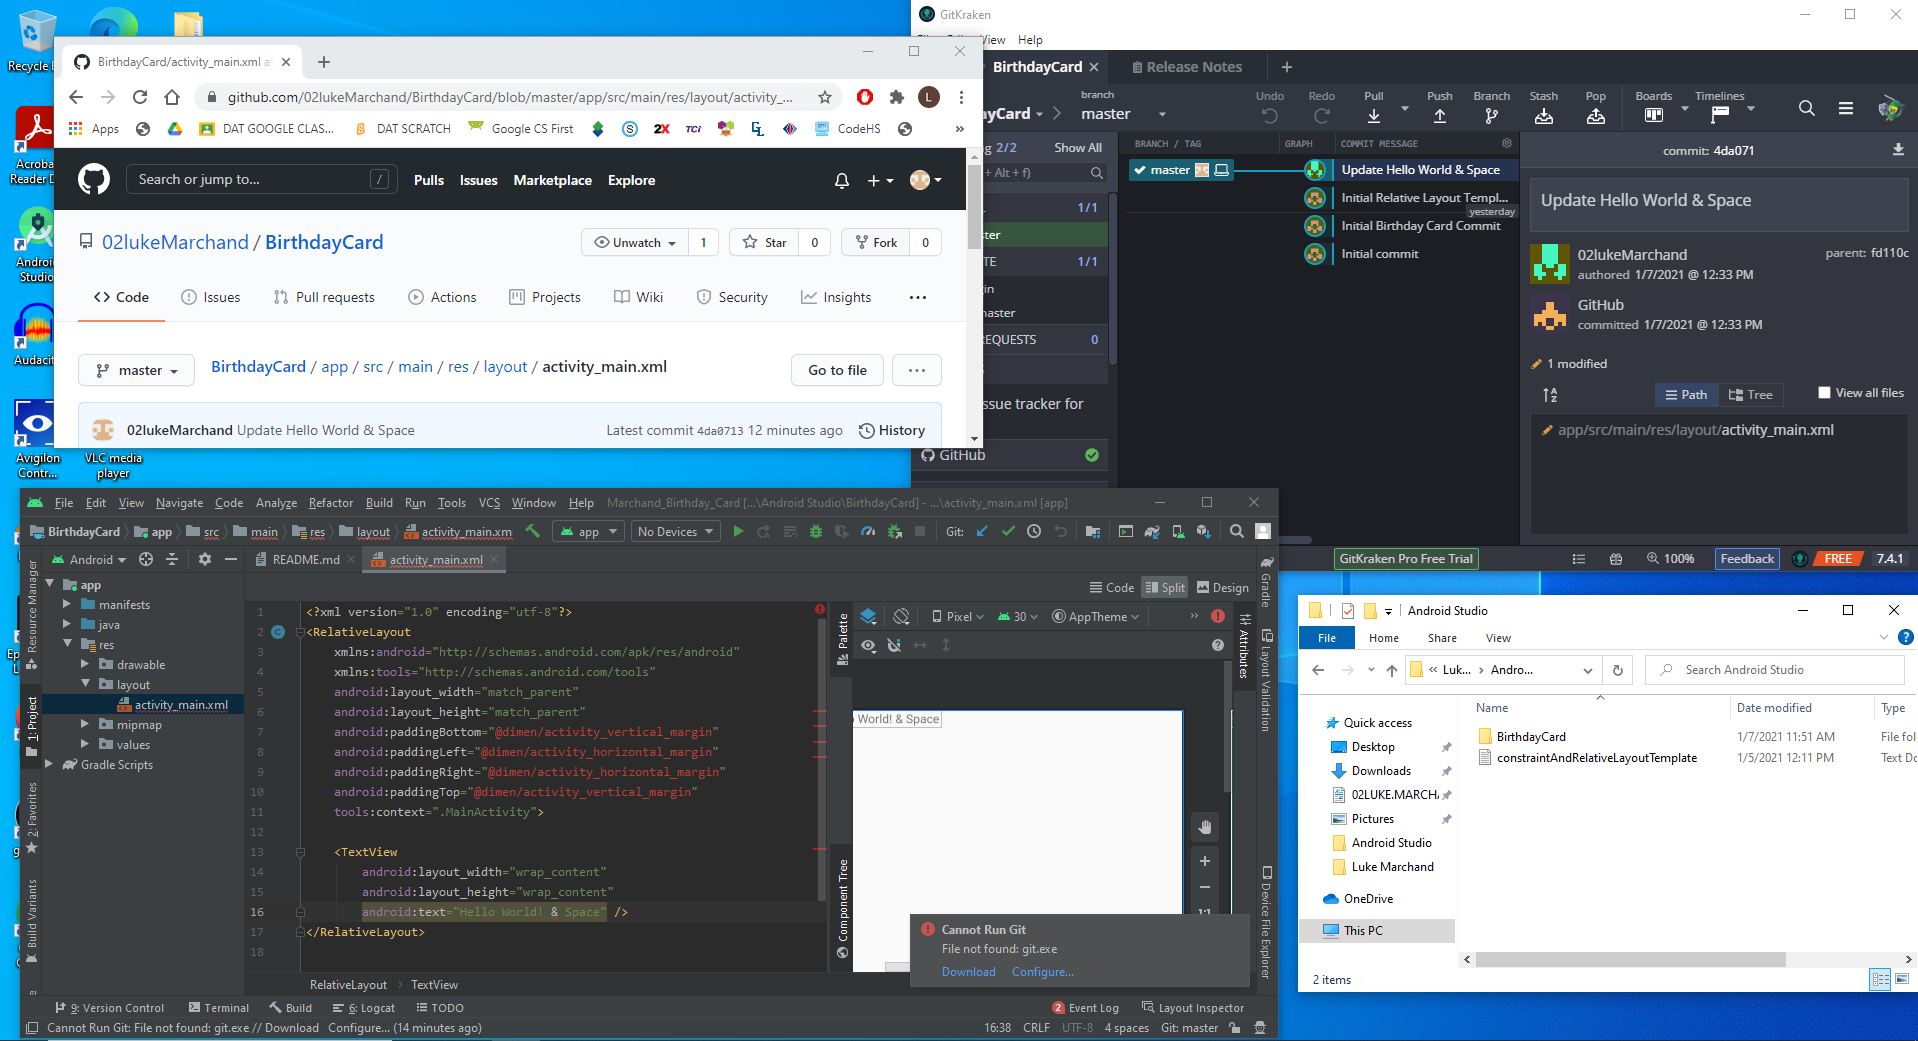 Recycle
Acroba
Reader D
Androi
Studio
Audacit
Avigilon
Contr...
VLC media
player
BirthdayCard/activity_main.xml a
github.com/02lukeMarchand/BirthdayCard/blob/master/app/src/main/res/layout/activity_...
L
Apps
DAT GOOGLE CLAS...
DAT SCRATCH
Google CS First
2X
TCi
CodeHS
»
Search or jump to...
/
Pulls
Issues
Marketplace
Explore
02lukeMarchand / BirthdayCard
Unwatch
1
Star
0
Fork
0
Code
Issues
Pull requests
Actions
Projects
Wiki
Security
Insights
master
BirthdayCard / app / src / main / res / layout / activity_main.xml
Go to file
02lukeMarchand Update Hello World & Space
Latest commit 4da0713 12 minutes ago
History
GitKraken
View
Help
BirthdayCard
Release Notes
dyCard
branch
master
Undo
Redo
Pull
Push
Branch
Stash
Pop
Boards
Timelines
g 2/2
Show All
+ Alt + f)
1/1
ster
TE
1/1
in
naster
REQUESTS
0
ssue tracker for
GitHub
BRANCH / TAG
GRAPH
COMMIT MESSAGE
master
Update Hello World & Space
Initial Relative Layout Templ...
yesterday
Initial Birthday Card Commit
Initial commit
commit: 4da071
Update Hello World & Space
02lukeMarchand
authored 1/7/2021 @ 12:33 PM
parent: fd110c
GitHub
committed 1/7/2021 @ 12:33 PM
1 modified
Path
Tree
View all files
app/src/main/res/layout/activity_main.xml
GitKraken Pro Free Trial
100%
Feedback
FREE
7.4.1
File
Edit
View
Navigate
Code
Analyze
Refactor
Build
Run
Tools
VCS
Window
Help
Marchand_Birthday_Card [...\Android Studio\BirthdayCard] - ...\activity_main.xml [app]
BirthdayCard
app
src
main
res
layout
activity_main.xm
app
No Devices
Git:
Android
README.md
activity_main.xml
Code
Split
Design
Resource Manager
1: Project
2: Favorites
Build Variants
app
manifests
java
res
drawable
layout
activity_main.xml
mipmap
values
Gradle Scripts
1 <?xml version="1.0" encoding="utf-8"?>
2 <RelativeLayout
3 xmlns:android="http://schemas.android.com/apk/res/android"
4 xmlns:tools="http://schemas.android.com/tools"
5 android:layout_width="match_parent"
6 android:layout_height="match_parent"
7 android:paddingBottom="@dimen/activity_vertical_margin"
8 android:paddingLeft="@dimen/activity_horizontal_margin"
9 android:paddingRight="@dimen/activity_horizontal_margin"
10 android:paddingTop="@dimen/activity_vertical_margin"
11 tools:context=".MainActivity">
12
13 <TextView
14 android:layout_width="wrap_content"
15 android:layout_height="wrap_content"
16 android:text="Hello World! & Space" />
17 </RelativeLayout>
18
Palette
Component Tree
Pixel
30
AppTheme
»
World! & Space
Attributes
Gradle
Layout Validation
Device File Explorer
1:1
Cannot Run Git
File not found: git.exe
Download
Configure...
RelativeLayout
TextView
9: Version Control
Terminal
Build
6: Logcat
TODO
2 Event Log
Layout Inspector
Cannot Run Git: File not found: git.exe // Download
Configure... (14 minutes ago)
16:38
CRLF
UTF-8
4 spaces
Git: master
Android Studio
File
Home
Share
View
« Luk...
Andro...
Search Android Studio
Name
Date modified
Type
Quick access
Desktop
Downloads
02LUKE.MARCH
Pictures
Android Studio
Luke Marchand
OneDrive
This PC
BirthdayCard
1/7/2021 11:51 AM
File fol
constraintAndRelativeLayoutTemplate
1/5/2021 12:11 PM
Text Do
2 items